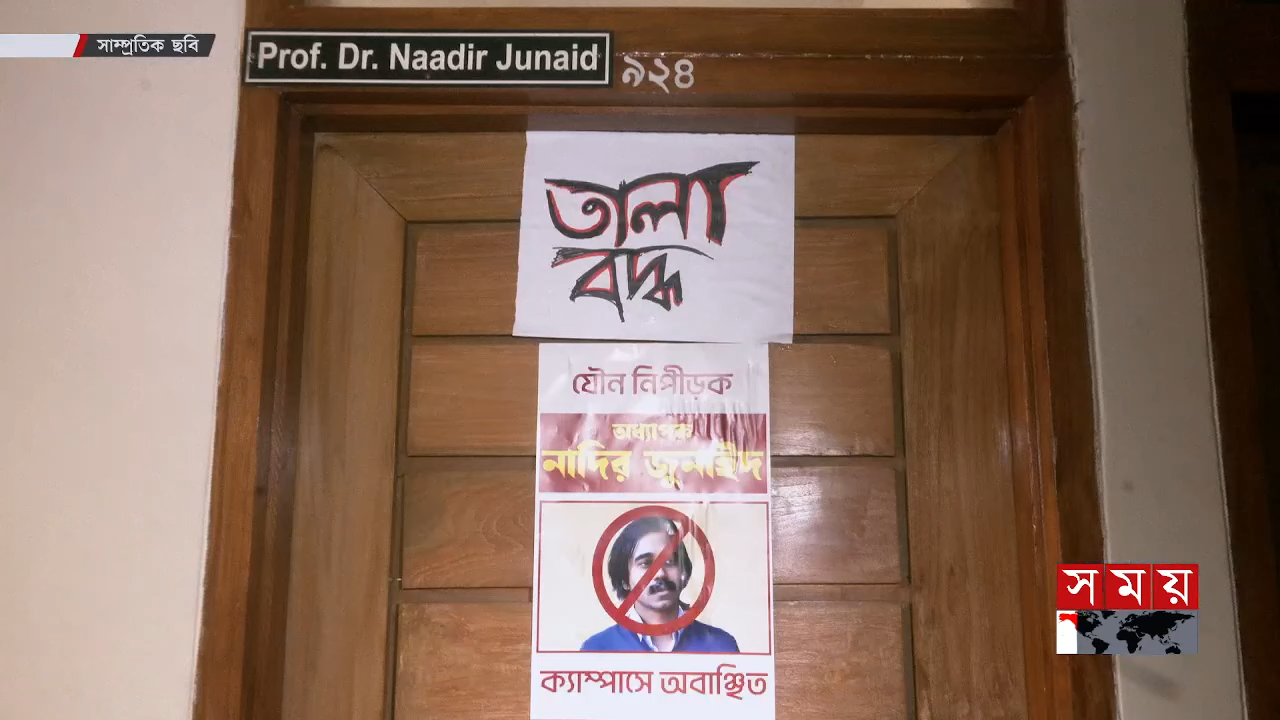 সাম্প্রতিক ছবি
Prof. Dr. Naadir Junaid
৯২৪
তালা
বদ্ধ
যৌন নিপীড়ক
অধ্যাপক
নাদির জুনাইদ
ক্যাম্পাসে অবাঞ্ছিত
সময়